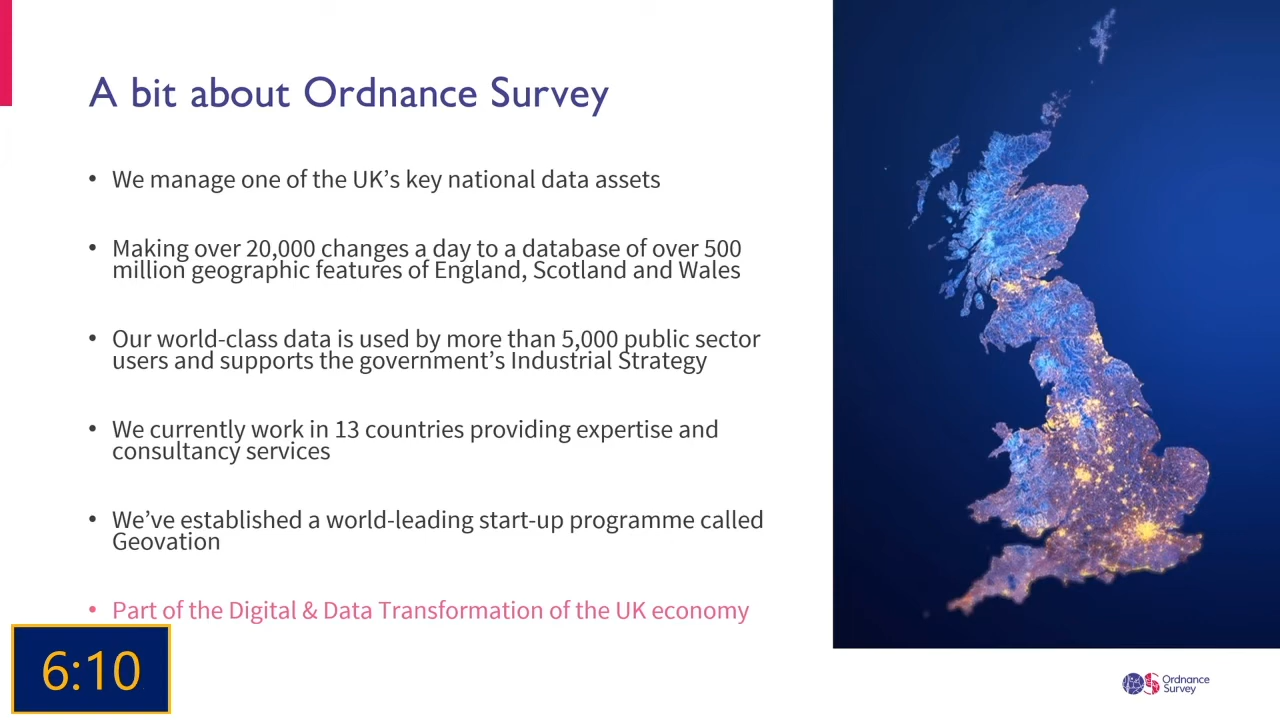 A bit about Ordnance Survey
• We manage one of the UK’s key national data assets
• Making over 20,000 changes a day to a database of over 500
million geographic features of England, Scotland and Wales
• Our world-class data is used by more than 5,000 public sector
users and supports the government’s Industrial Strategy
• We currently work in 13 countries providing expertise and
consultancy services
• We’ve established a world-leading start-up programme called
Geovation
• Part of the Digital & Data Transformation of the UK economy
6:10
Ordnance
Survey